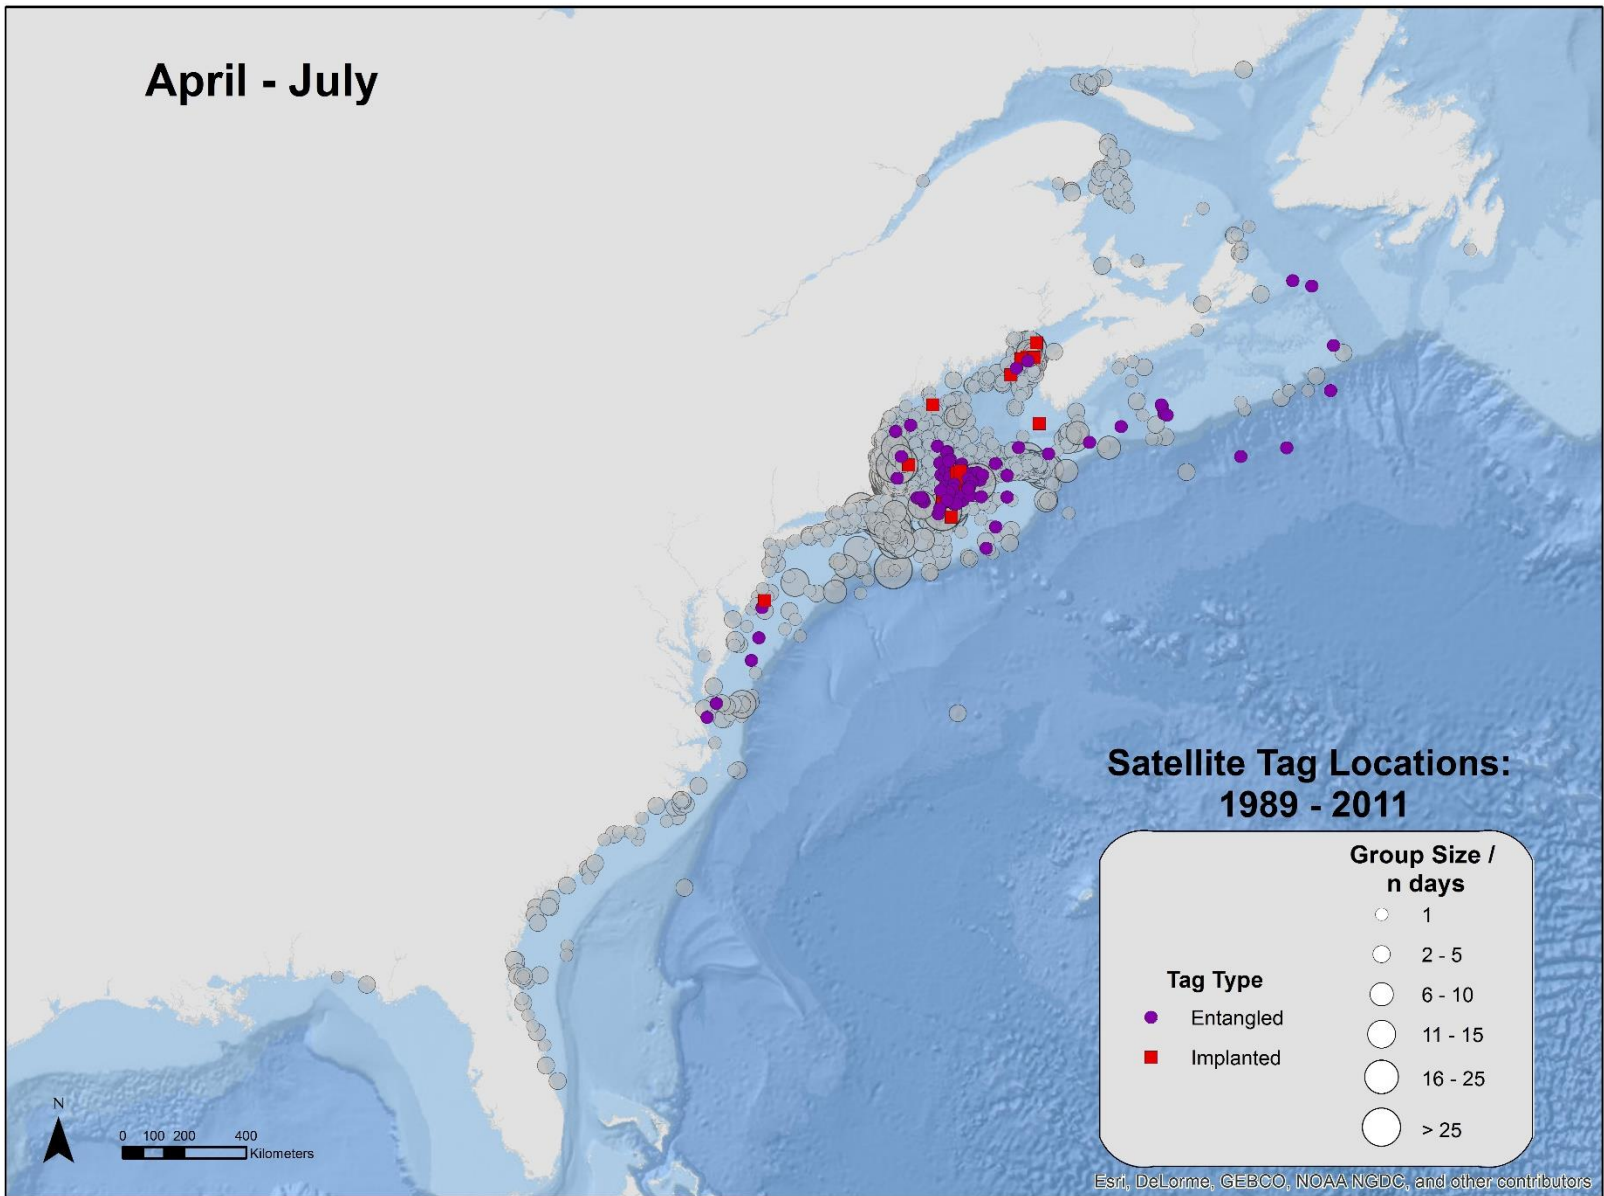 April - July
Satellite Tag Locations:
1989 - 2011
Group Size /
n days
1
2 - 5
6 - 10
11 - 15
16 - 25
> 25
Tag Type
Entangled
Implanted
N
0 100 200 400
Kilometers
Esri, DeLorme, GEBCO, NOAA NGDC, and other contributors